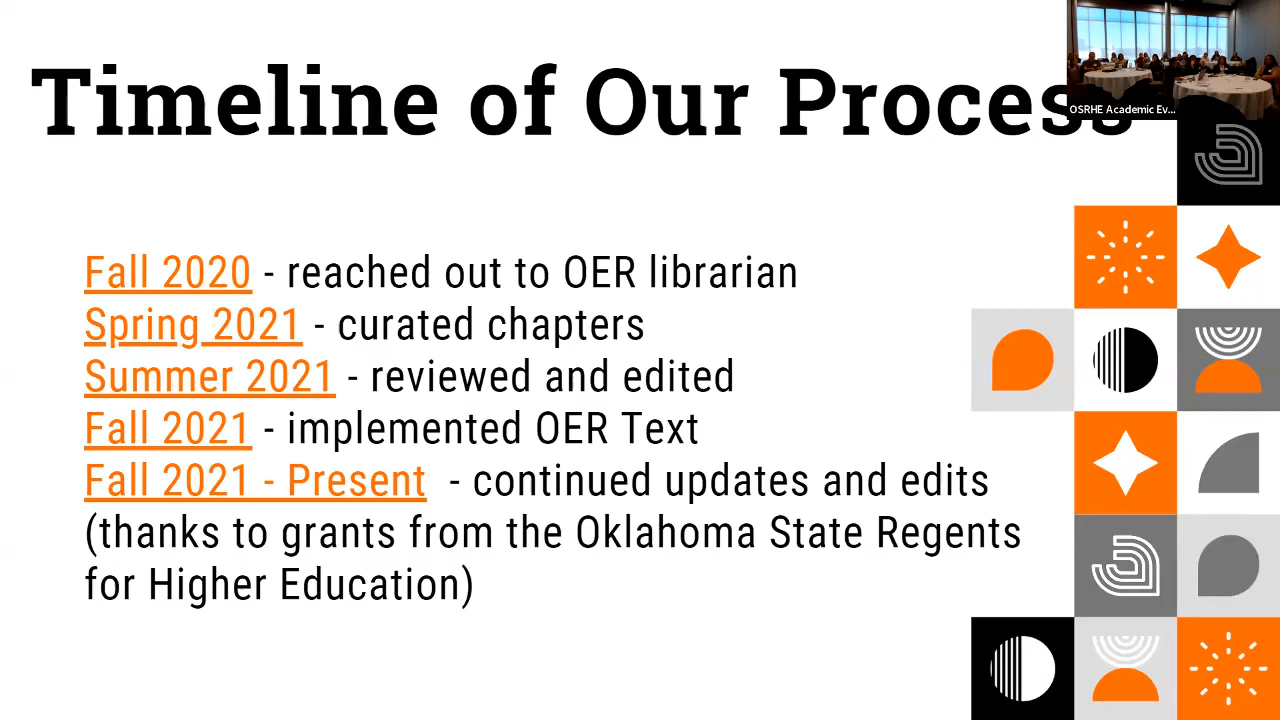 Timeline of Our Process
OSRHE Academic Ev...
Fall 2020 - reached out to OER librarian
Spring 2021 - curated chapters
Summer 2021 - reviewed and edited
Fall 2021 - implemented OER Text
Fall 2021 - Present - continued updates and edits
(thanks to grants from the Oklahoma State Regents
for Higher Education)